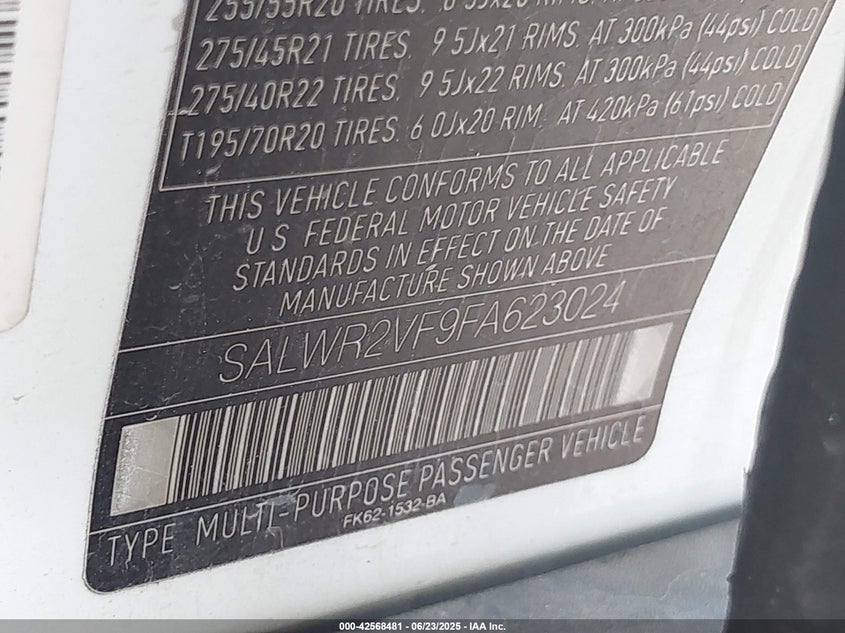 255/55R20 TIRES.
275/45R21 TIRES. 9 5Jx21 RIMS. AT 300kPa (44psi) COLD
275/40R22 TIRES. 9 5Jx22 RIMS. AT 300kPa (44psi) COLD
T195/70R20 TIRES. 6 0Jx20 RIM. AT 420kPa (61psi) COLD
THIS VEHICLE CONFORMS TO ALL APPLICABLE
U S FEDERAL MOTOR VEHICLE SAFETY
STANDARDS IN EFFECT ON THE DATE OF
MANUFACTURE SHOWN ABOVE
SALWR2VF9FA623024
TYPE MULTI-PURPOSE PASSENGER VEHICLE
FK62-1532-BA
000-42568481 - 06/23/2025 - IAA Inc.